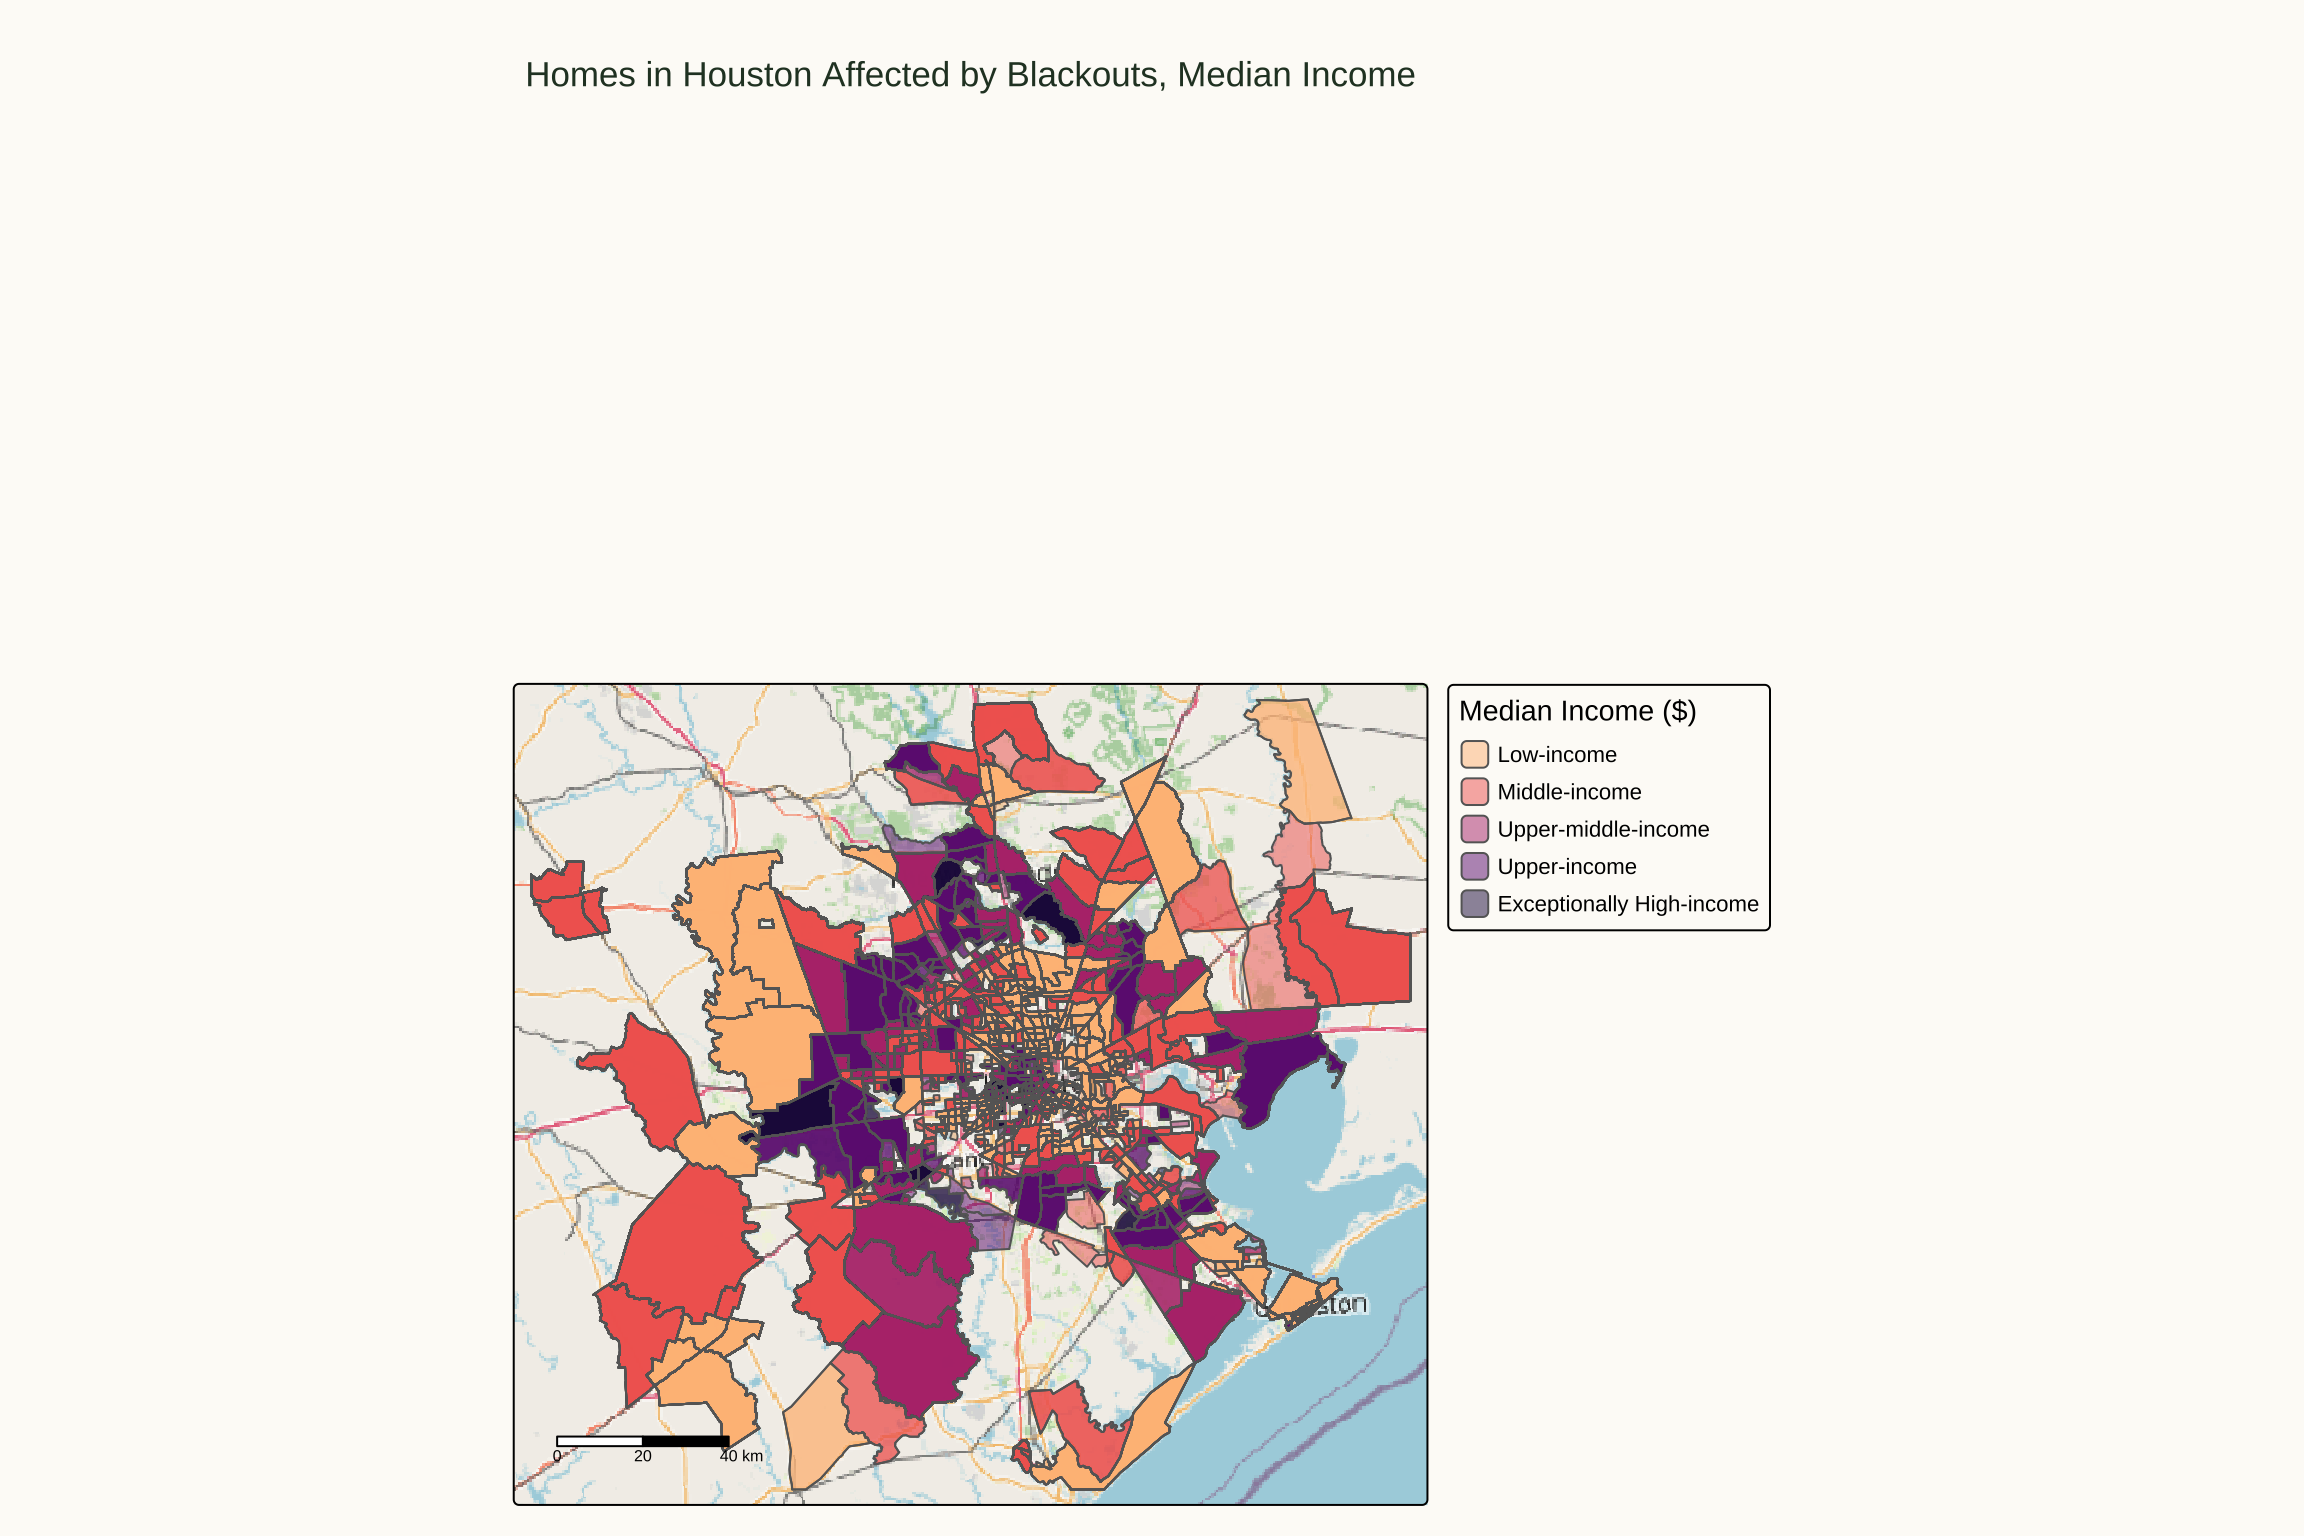 Homes in Houston Affected by Blackouts, Median Income
Median Income ($)
Low-income
Middle-income
Upper-middle-income
Upper-income
Exceptionally High-income
0 20 40 km